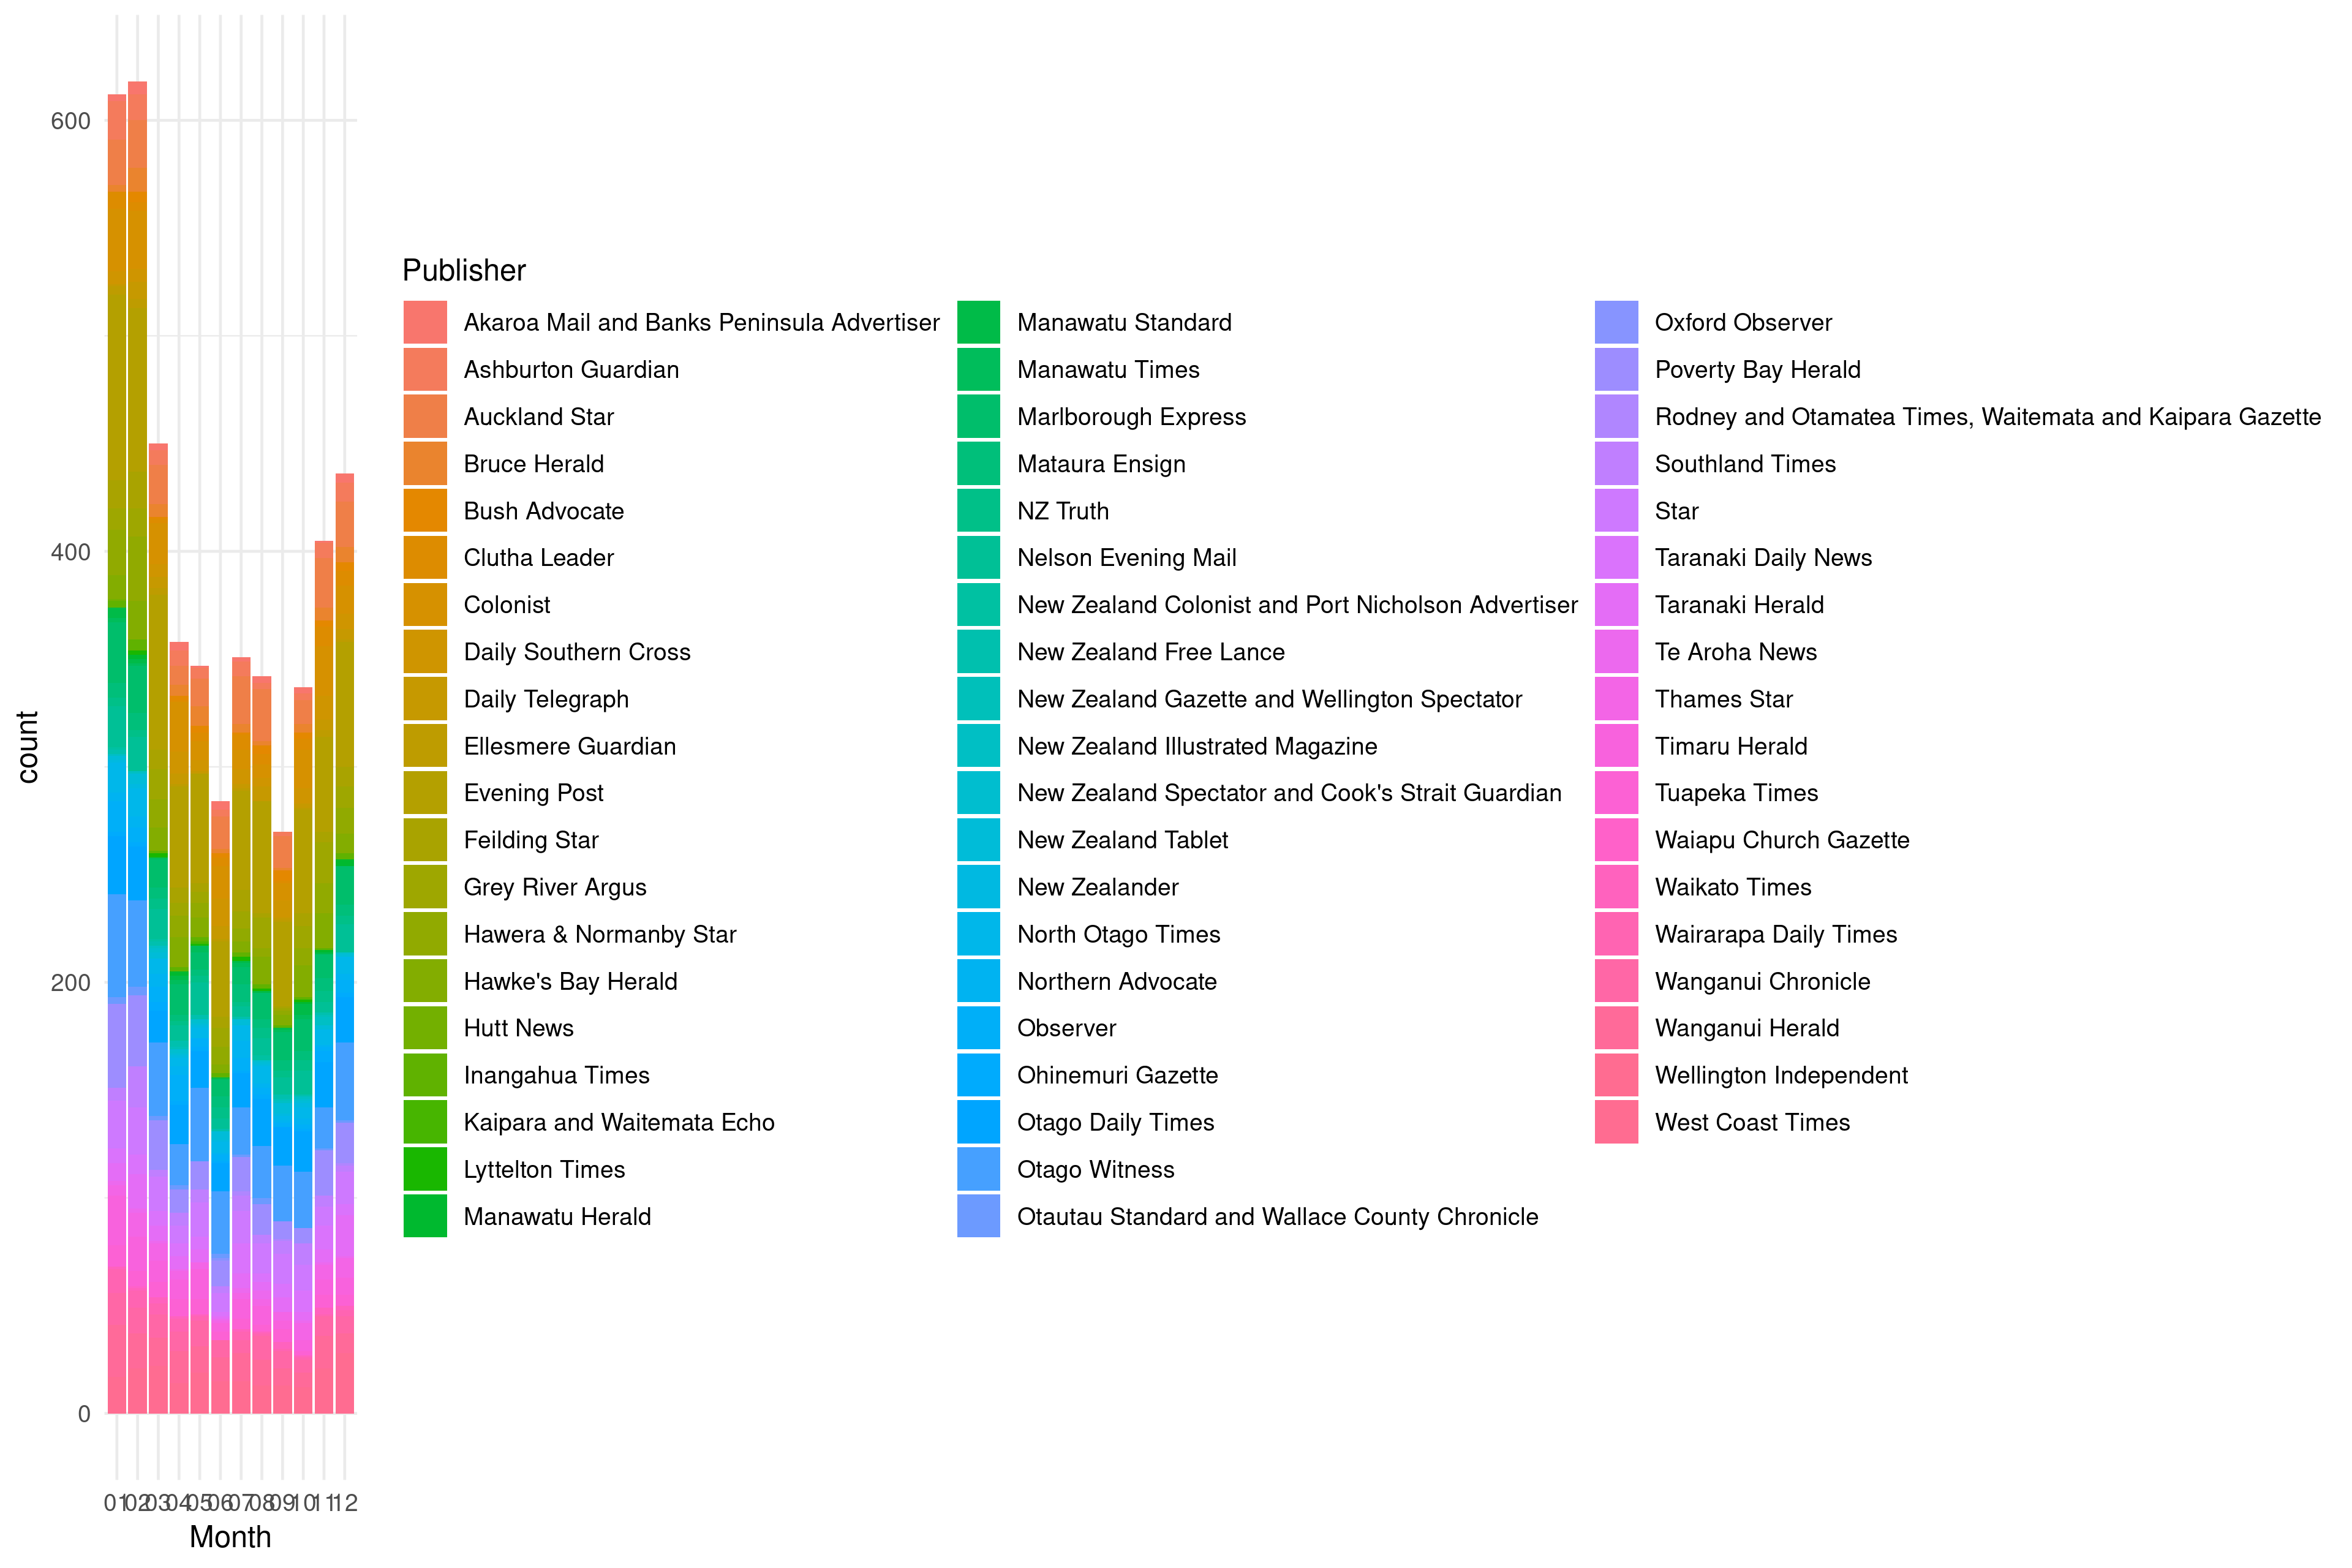 600
400
200
0
count
01 02 03 04 05 06 07 08 09 10 11 12
Month
Publisher
Akaroa Mail and Banks Peninsula Advertiser
Ashburton Guardian
Auckland Star
Bruce Herald
Bush Advocate
Clutha Leader
Colonist
Daily Southern Cross
Daily Telegraph
Ellesmere Guardian
Evening Post
Feilding Star
Grey River Argus
Hawera & Normanby Star
Hawke's Bay Herald
Hutt News
Inangahua Times
Kaipara and Waitemata Echo
Lyttelton Times
Manawatu Herald
Manawatu Standard
Manawatu Times
Marlborough Express
Mataura Ensign
NZ Truth
Nelson Evening Mail
New Zealand Colonist and Port Nicholson Advertiser
New Zealand Free Lance
New Zealand Gazette and Wellington Spectator
New Zealand Illustrated Magazine
New Zealand Spectator and Cook's Strait Guardian
New Zealand Tablet
New Zealander
North Otago Times
Northern Advocate
Observer
Ohinemuri Gazette
Otago Daily Times
Otago Witness
Otautau Standard and Wallace County Chronicle
Oxford Observer
Poverty Bay Herald
Rodney and Otamatea Times, Waitemata and Kaipara Gazette
Southland Times
Star
Taranaki Daily News
Taranaki Herald
Te Aroha News
Thames Star
Timaru Herald
Tuapeka Times
Waiapu Church Gazette
Waikato Times
Wairarapa Daily Times
Wanganui Chronicle
Wanganui Herald
Wellington Independent
West Coast Times